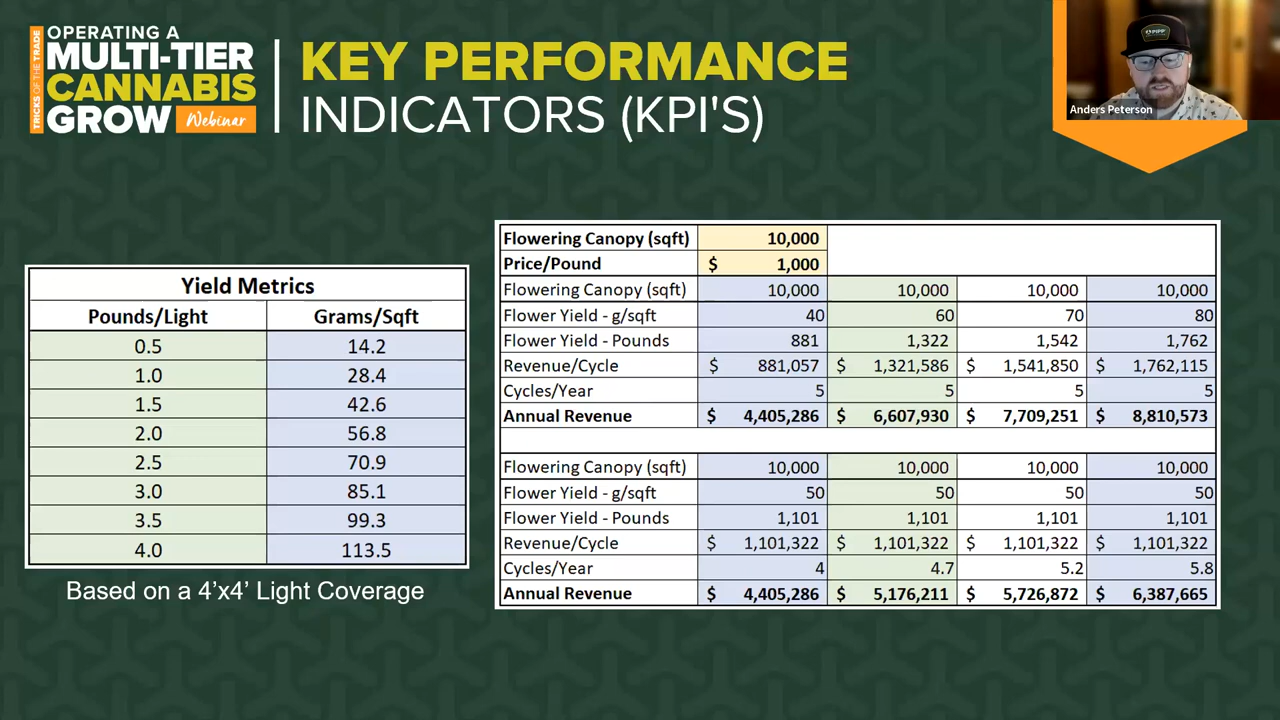 TRICKS OF THE TRADE
OPERATING A
MULTI-TIER
CANNABIS
GROW Webinar
KEY PERFORMANCE
INDICATORS (KPI'S)
PIPP
Anders Peterson
Yield Metrics
Pounds/Light Grams/Sqft
0.5 14.2
1.0 28.4
1.5 42.6
2.0 56.8
2.5 70.9
3.0 85.1
3.5 99.3
4.0 113.5
Based on a 4'x4' Light Coverage
Flowering Canopy (sqft) 10,000
Price/Pound $ 1,000
Flowering Canopy (sqft) 10,000 10,000 10,000 10,000
Flower Yield - g/sqft 40 60 70 80
Flower Yield - Pounds 881 1,322 1,542 1,762
Revenue/Cycle $ 881,057 $ 1,321,586 $ 1,541,850 $ 1,762,115
Cycles/Year 5 5 5 5
Annual Revenue $ 4,405,286 $ 6,607,930 $ 7,709,251 $ 8,810,573
Flowering Canopy (sqft) 10,000 10,000 10,000 10,000
Flower Yield - g/sqft 50 50 50 50
Flower Yield - Pounds 1,101 1,101 1,101 1,101
Revenue/Cycle $ 1,101,322 $ 1,101,322 $ 1,101,322 $ 1,101,322
Cycles/Year 4 4.7 5.2 5.8
Annual Revenue $ 4,405,286 $ 5,176,211 $ 5,726,872 $ 6,387,665